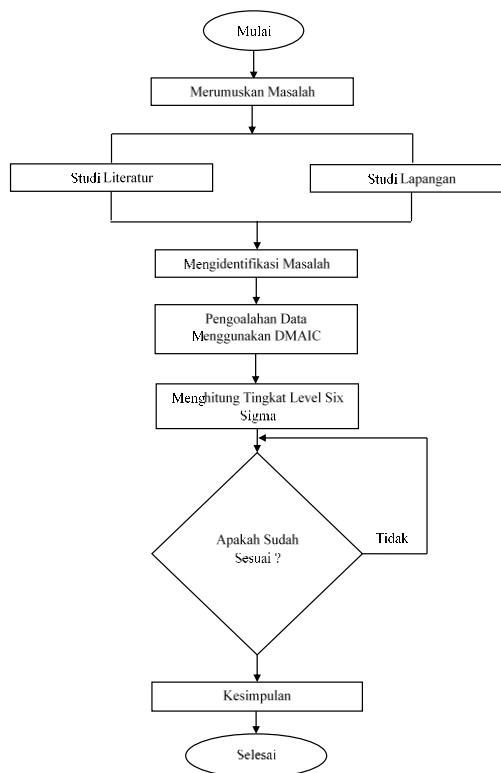 Mulai
Merumuskan Masalah
Studi Literatur
Studi Lapangan
Mengidentifikasi Masalah
Pengoalahan Data
Menggunakan DMAIC
Menghitung Tingkat Level Six
Sigma
Apakah Sudah
Sesuai ?
Tidak
Kesimpulan
Selesai